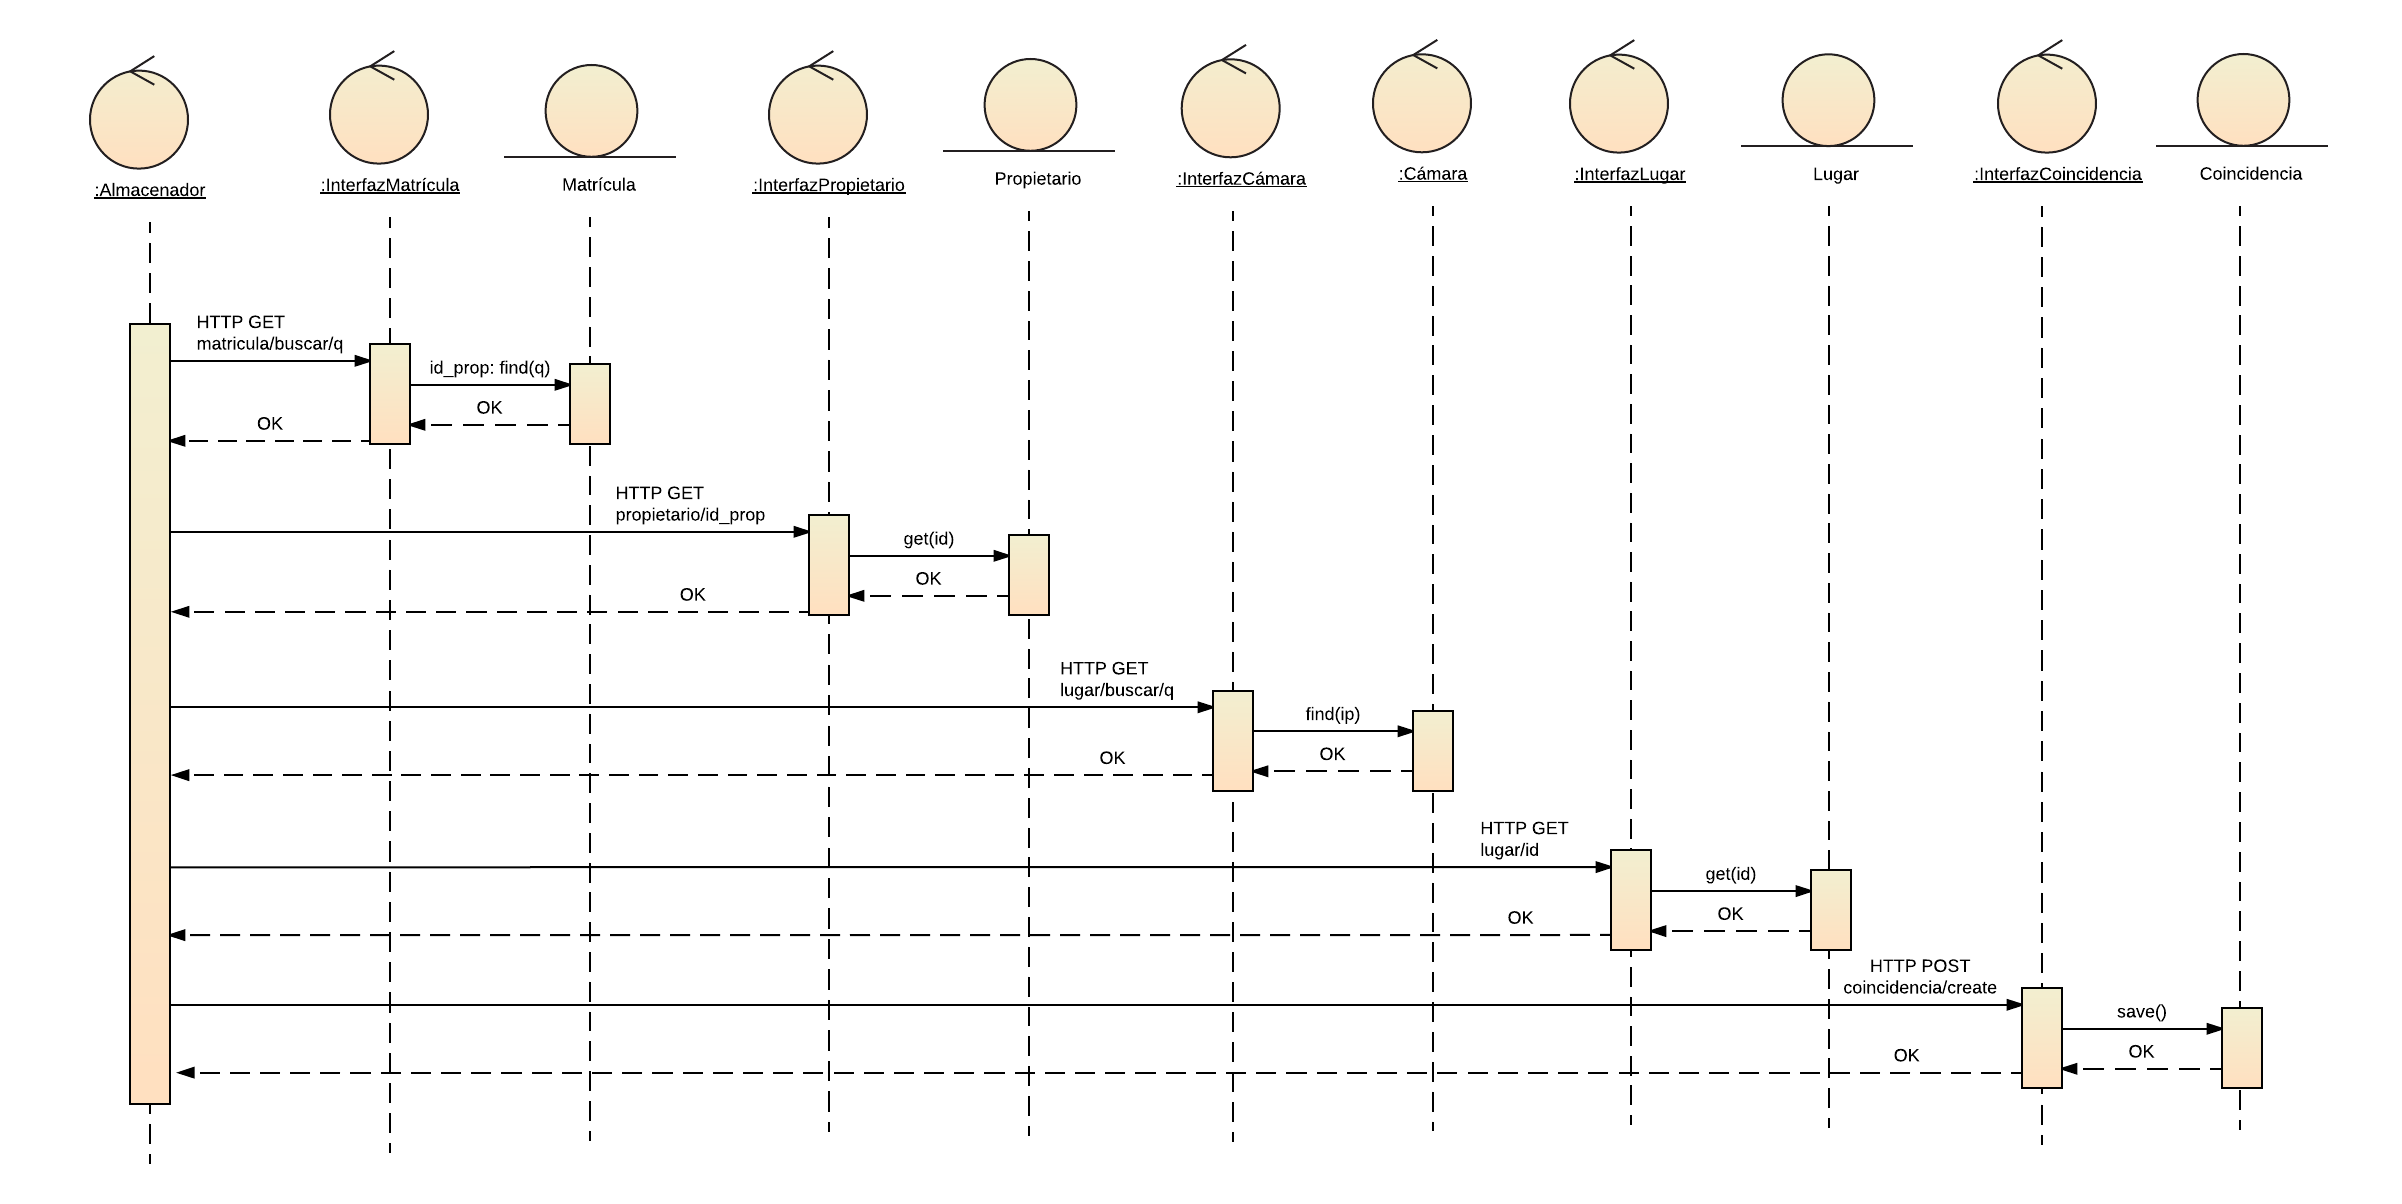 :Almacenador
:InterfazMatrícula
Matrícula
:InterfazPropietario
Propietario
:InterfazCámara
:Cámara
:InterfazLugar
Lugar
:InterfazCoincidencia
Coincidencia
HTTP GET
matricula/buscar/q
id_prop: find(q)
OK
OK
HTTP GET
propietario/id_prop
get(id)
OK
OK
HTTP GET
lugar/buscar/q
find(ip)
OK
OK
HTTP GET
lugar/id
get(id)
OK
OK
HTTP POST
coincidencia/create
save()
OK
OK